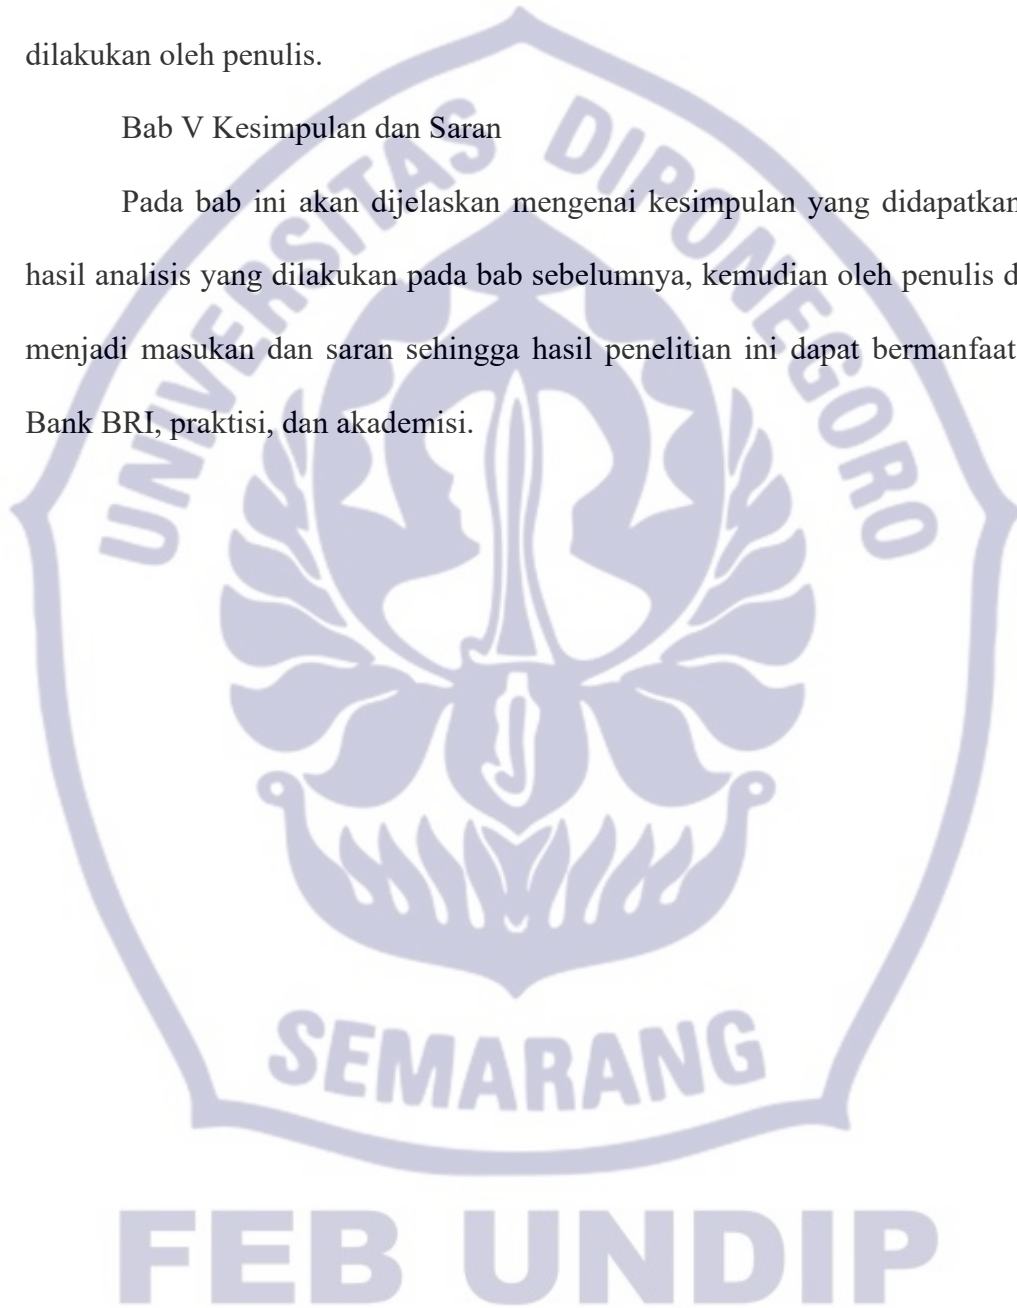 dilakukan oleh penulis.
Bab V Kesimpulan dan Saran
Pada bab ini akan dijelaskan mengenai kesimpulan yang didapatkan
hasil analisis yang dilakukan pada bab sebelumnya, kemudian oleh penulis d
menjadi masukan dan saran sehingga hasil penelitian ini dapat bermanfaat
Bank BRI, praktisi, dan akademisi.
UNIVERSITAS DIPONEGORO
SEMARANG
FEB UNDIP